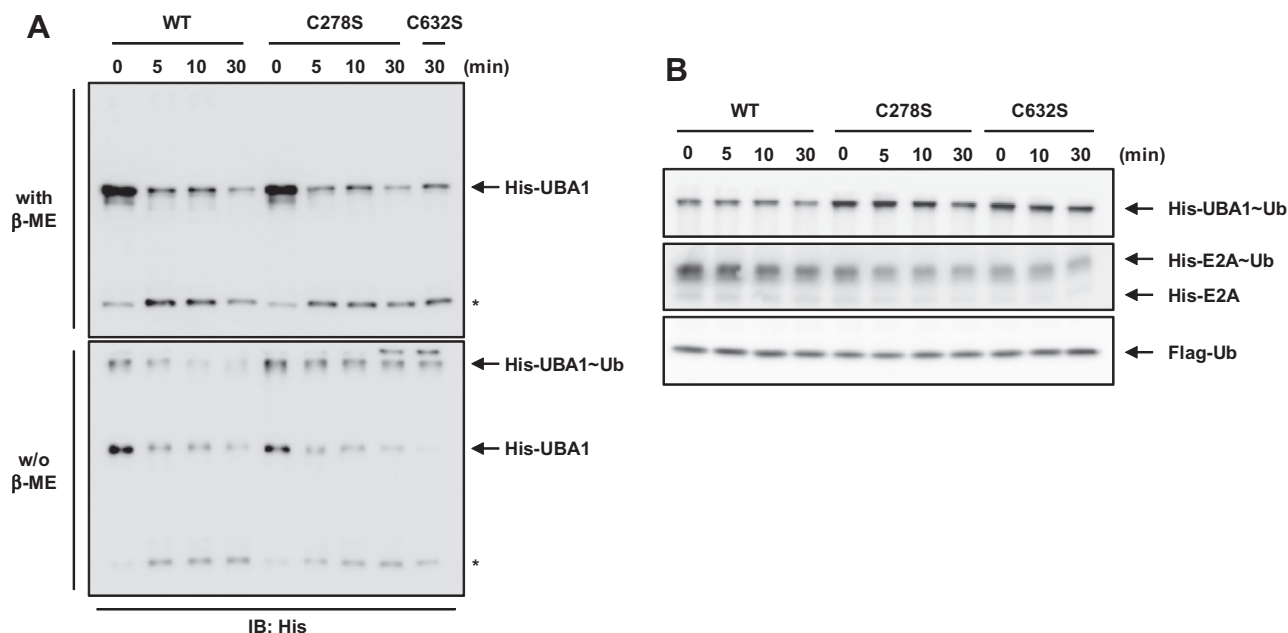 A
WT C278S C632S
0 5 10 30 0 5 10 30 30 (min)
with
β-ME
His-UBA1
*
w/o
β-ME
His-UBA1~Ub
His-UBA1
*
IB: His
B
WT C278S C632S
0 5 10 30 0 5 10 30 0 10 30 (min)
His-UBA1~Ub
His-E2A~Ub
His-E2A
Flag-Ub